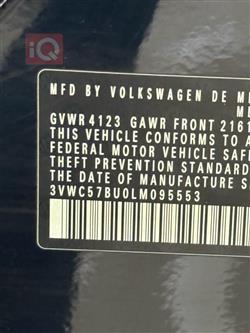 iQ
MFD BY VOLKSWAGEN DE
GVWR 4123 GAWR FRONT 2161
THIS VEHICLE CONFORMS TO A
FEDERAL MOTOR VEHICLE SAFE
THEFT PREVENTION STANDARD
THE DATE OF MANUFACTURE S
3VWC57BU0LM095553